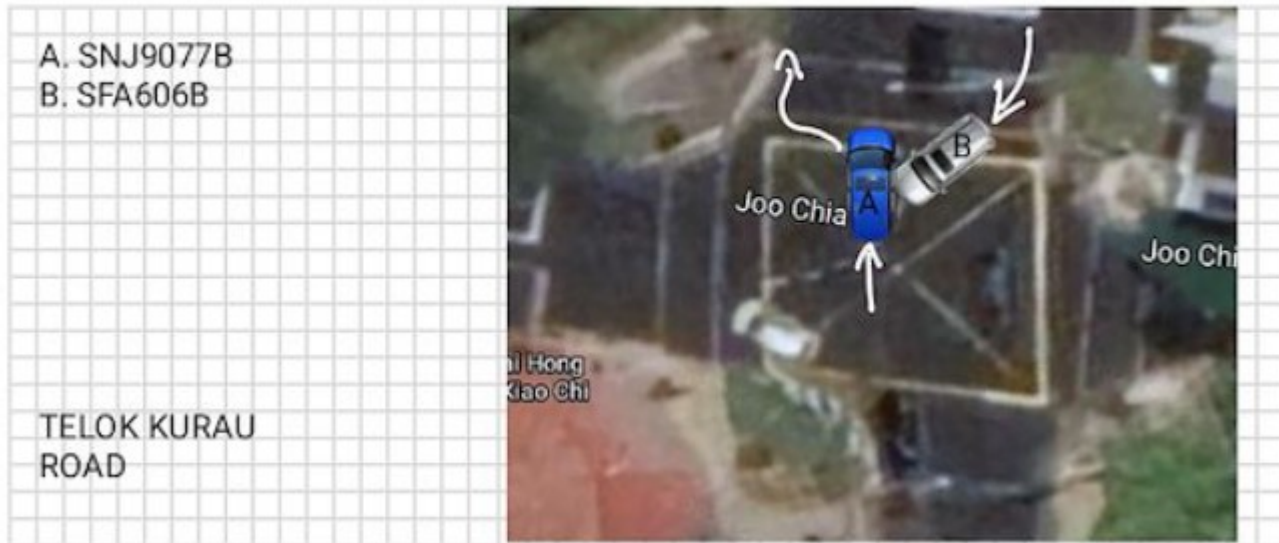 A. SNJ9077B
B. SFA606B
B
A
Joo Chia
Joo Chi
Hong
Xiao Chi
TELOK KURAU
ROAD